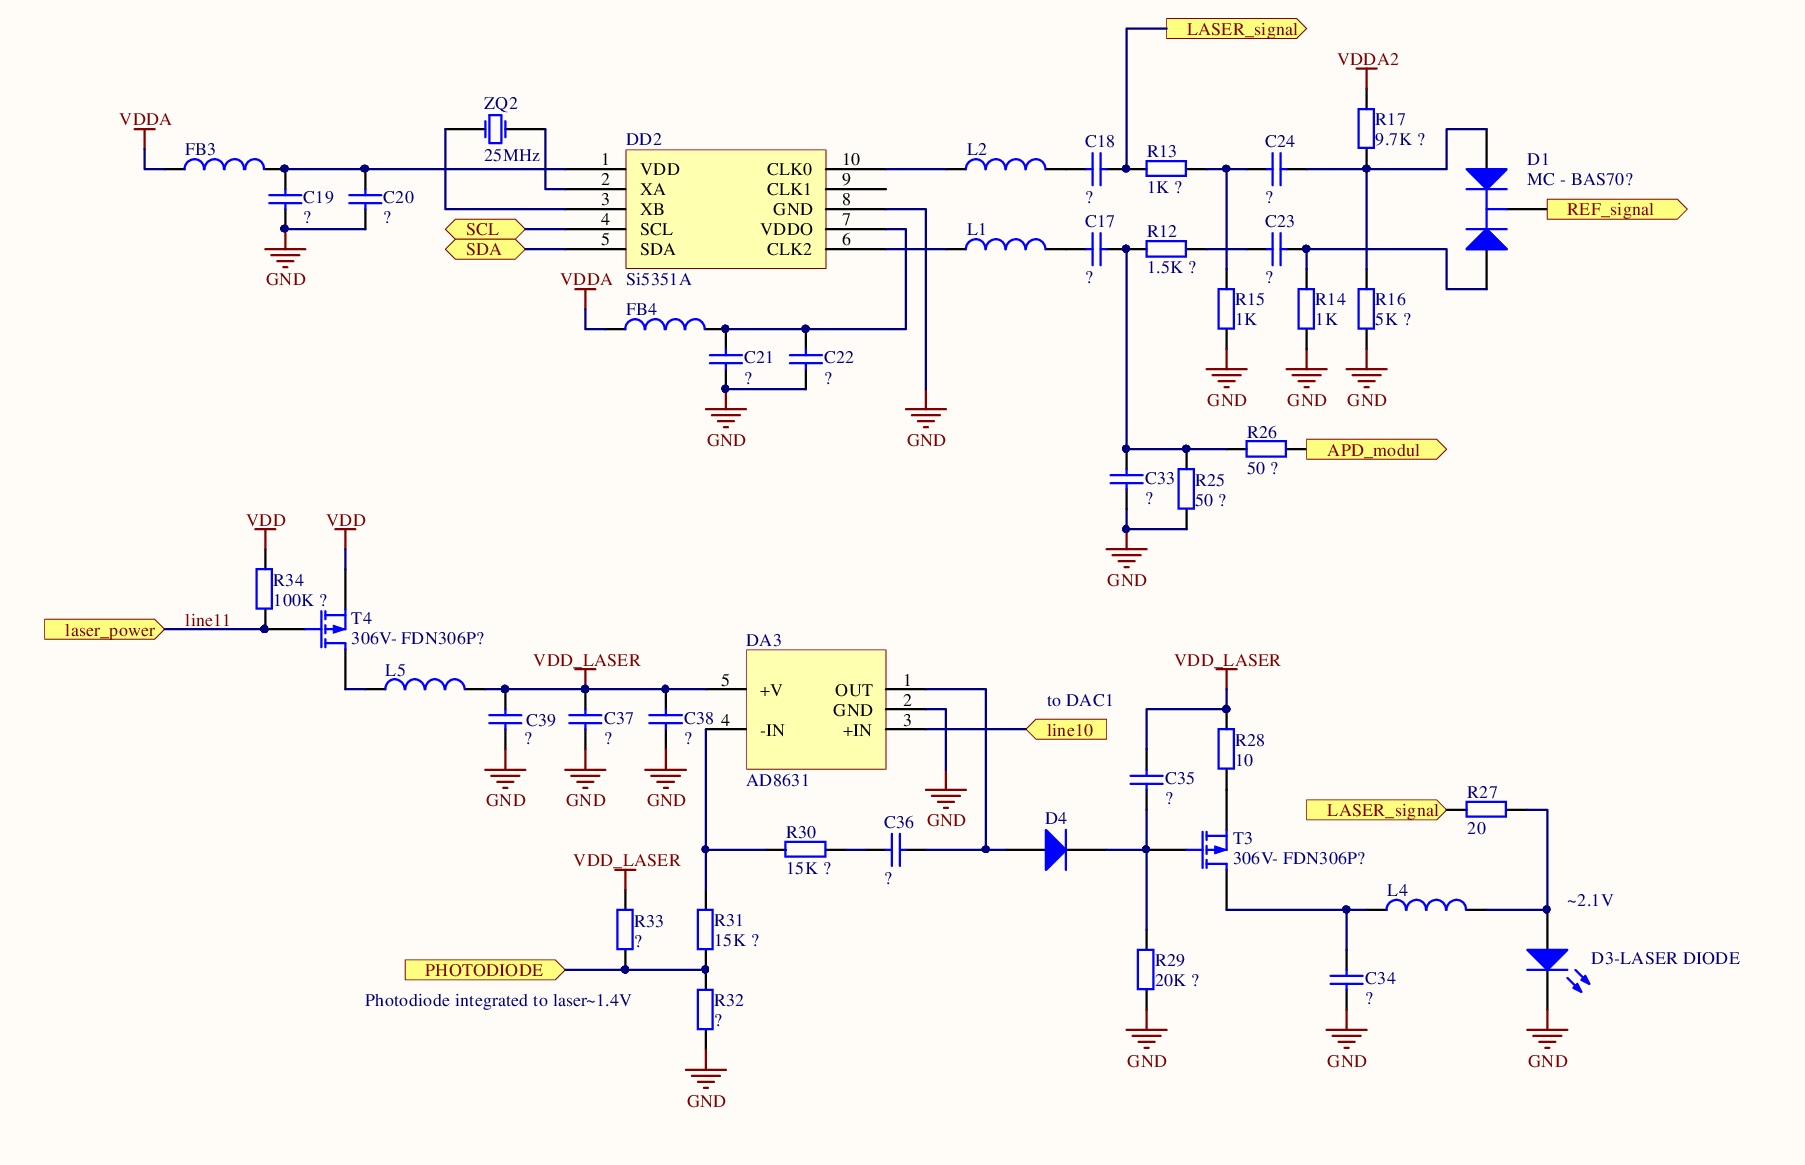 LASER_signal
VDDA2
ZQ2
VDDA
R17
9.7K ?
DD2
C18
C24
FB3
25MHz
R13
D1
1
VDD
CLK0
10
L2
1K ?
MC - BAS70?
2
XA
CLK1
9
C19
?
C20
?
?
?
3
XB
GND
8
REF_signal
SCL
4
SCL
VDDO
7
L1
C17
R12
C23
SDA
5
SDA
CLK2
6
1.5K ?
?
?
GND
VDDA
Si5351A
FB4
R15
1K
R14
1K
R16
5K ?
C21
?
C22
?
GND
GND
GND
GND
GND
R26
APD_modul
50 ?
C33
?
R25
50 ?
VDD
VDD
GND
R34
100K ?
laser_power
line11
T4
306V- FDN306P?
DA3
VDD_LASER
VDD_LASER
L5
5
+V
OUT
1
to DAC1
GND
2
C39
?
C37
?
C38
?
4
-IN
+IN
3
line10
R28
10
AD8631
C35
?
GND
GND
GND
GND
R27
LASER_signal
20
R30
C36
D4
T3
306V- FDN306P?
VDD_LASER
15K ?
?
L4
~2.1V
R33
?
R31
15K ?
PHOTODIODE
R29
20K ?
C34
?
D3-LASER DIODE
Photodiode integrated to laser~1.4V
R32
?
GND
GND
GND
GND